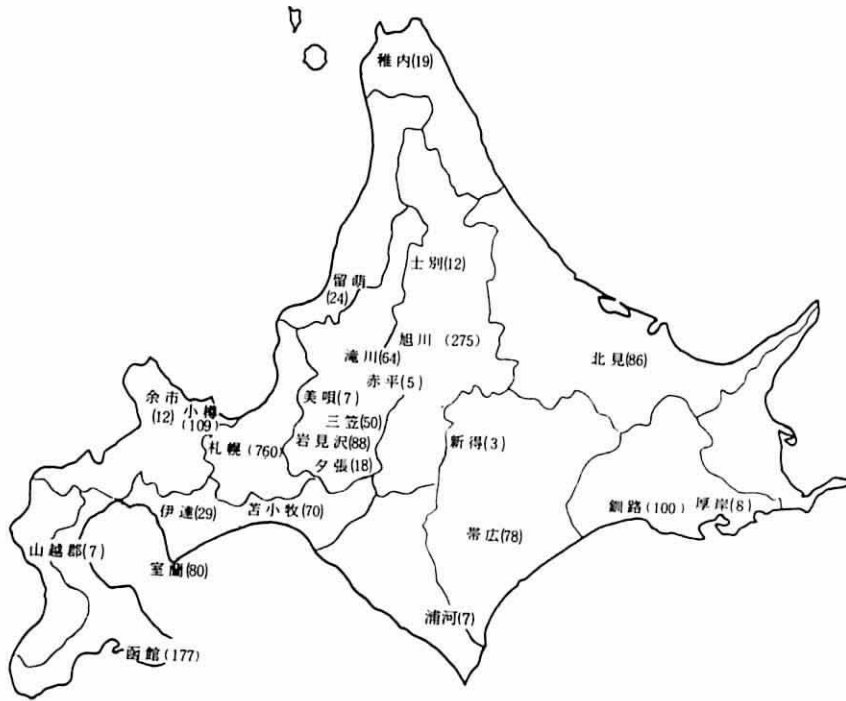 稚内(19)
士別(12)
留萌
(24)
旭川 (275)
滝川(64)
北見(86)
赤平(5)
美唄(7)
余市
(12)
小樽
(109)
三笠(50)
岩見沢(88)
新得(3)
札幌(760)
夕張(18)
伊達(29)
苫小牧(70)
釧路(100)
厚岸(8)
帯広(78)
山越郡(7)
室蘭(80)
浦河(7)
函館(177)